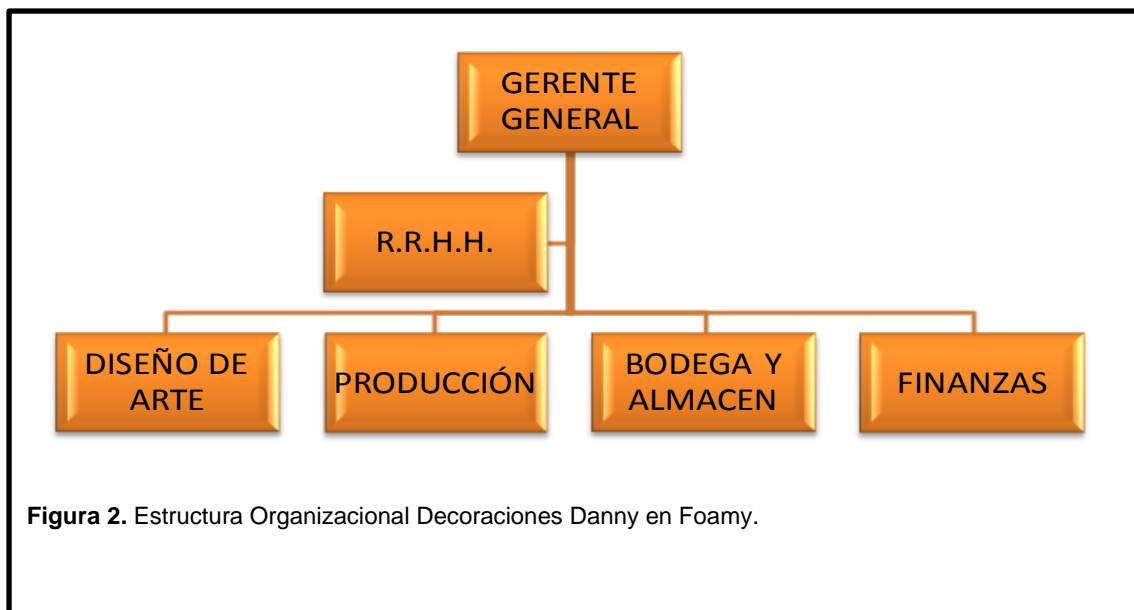 GERENTE
GENERAL
R.R.H.H.
DISEÑO DE
ARTE
PRODUCCIÓN
BODEGA Y
ALMACEN
FINANZAS
Figura 2. Estructura Organizacional Decoraciones Danny en Foamy.